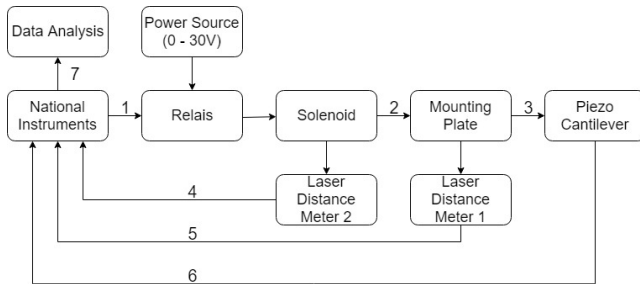 Data Analysis
Power Source
(0 - 30V)
7
National
Instruments
1
Relais
Solenoid
2
Mounting
Plate
3
Piezo
Cantilever
4
Laser
Distance
Meter 2
Laser
Distance
Meter 1
5
6